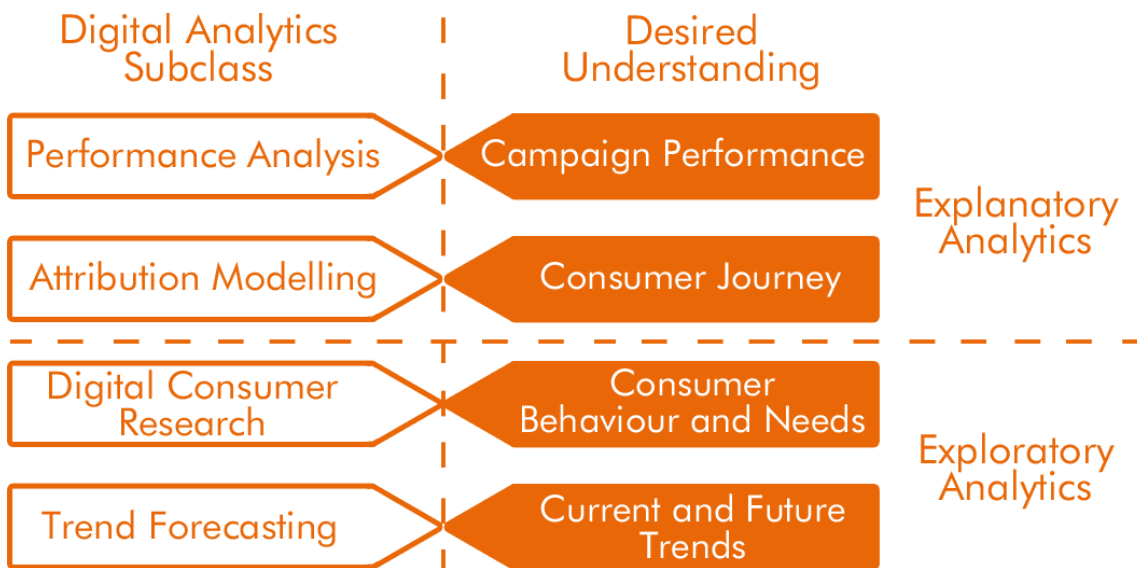 Digital Analytics
Subclass
Desired
Understanding
Performance Analysis
Campaign Performance
Explanatory
Analytics
Attribution Modelling
Consumer Journey
Digital Consumer
Research
Consumer
Behaviour and Needs
Exploratory
Analytics
Trend Forecasting
Current and Future
Trends